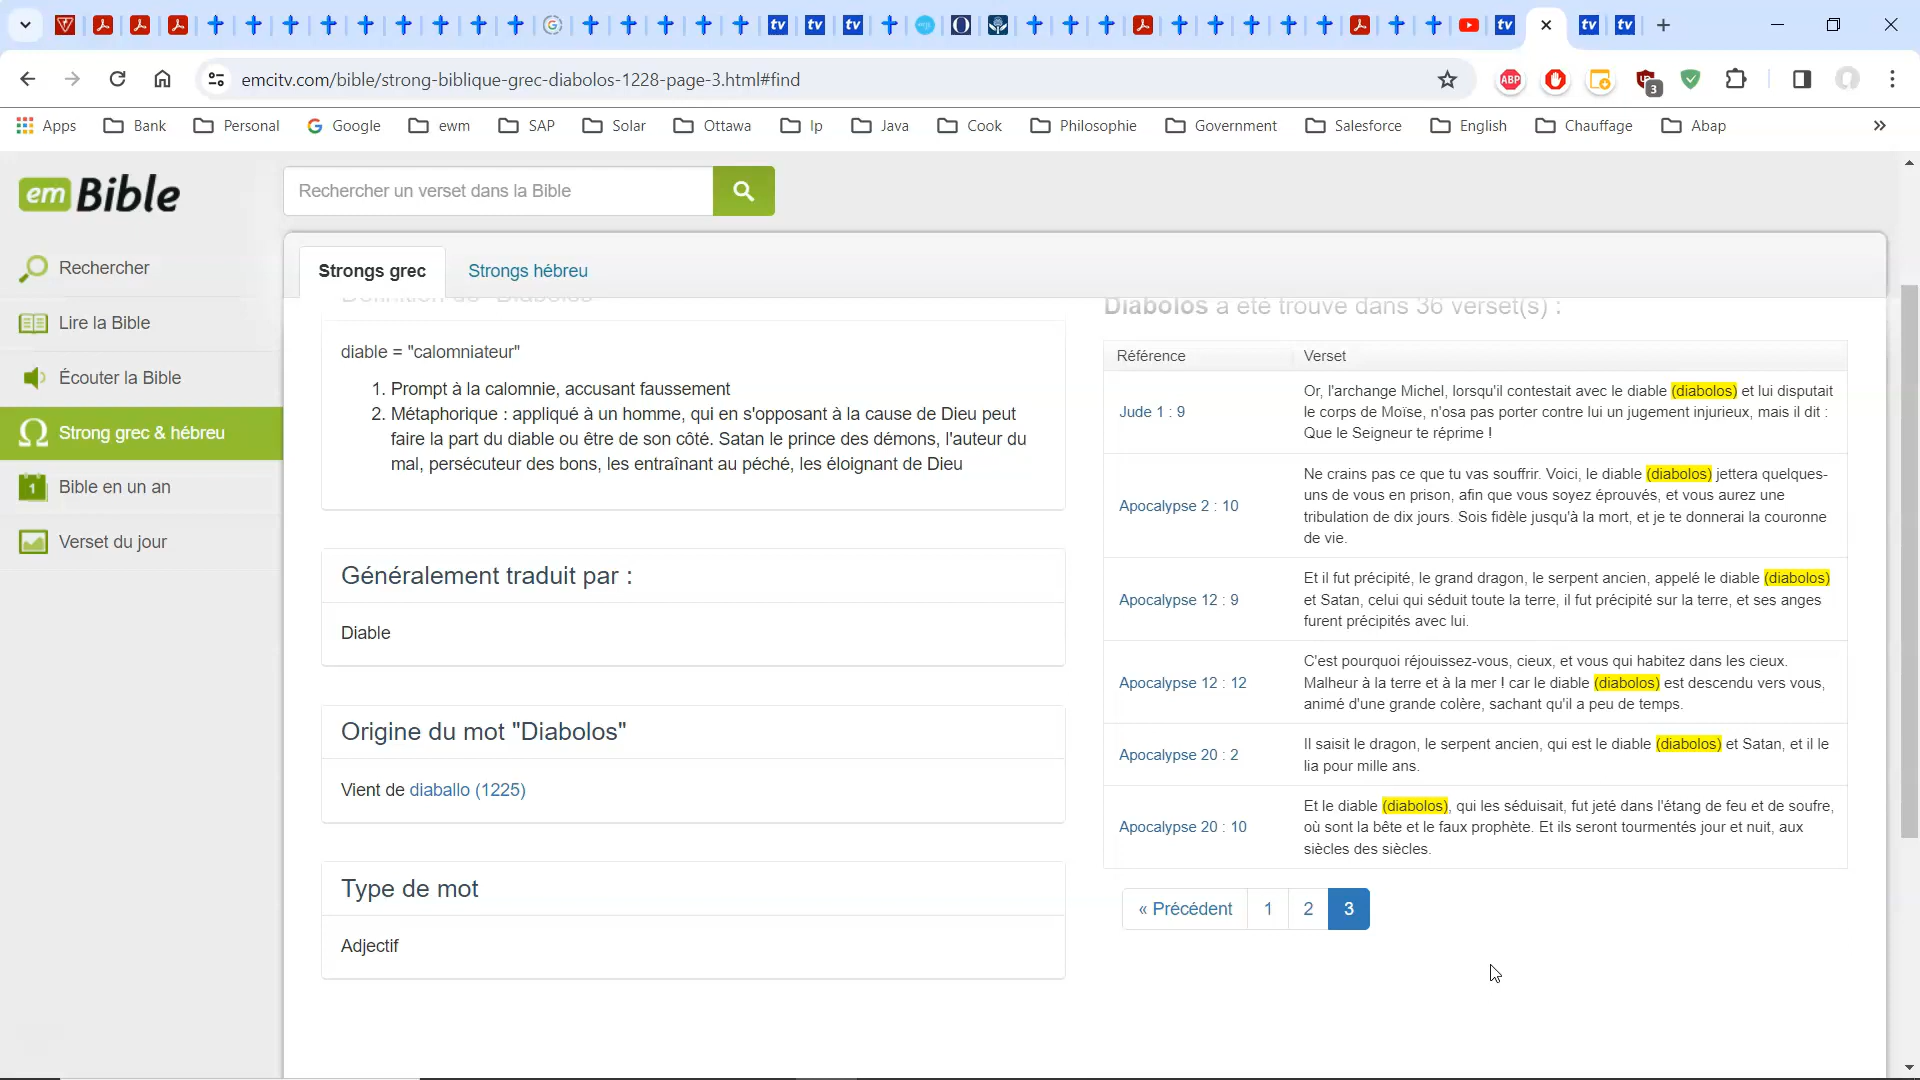 emcitv.com/bible/strong-biblique-grec-diabolos-1228-page-3.html#find
Apps
Bank
Personal
Google
ewm
SAP
Solar
Ottawa
Ip
Java
Cook
Philosophie
Government
Salesforce
English
Chauffage
Abap
»
em Bible
Rechercher un verset dans la Bible
Rechercher
Lire la Bible
Écouter la Bible
Strong grec & hébreu
Bible en un an
Verset du jour
Strongs grec
Strongs hébreu
Définition de "Diabolos"
diable = "calomniateur"
1. Prompt à la calomnie, accusant faussement
2. Métaphorique : appliqué à un homme, qui en s'opposant à la cause de Dieu peut
faire la part du diable ou être de son côté. Satan le prince des démons, l'auteur du
mal, persécuteur des bons, les entraînant au péché, les éloignant de Dieu
Généralement traduit par :
Diable
Origine du mot "Diabolos"
Vient de diaballo (1225)
Type de mot
Adjectif
Diabolos a eté trouvé dans 36 verset(s) :
Référence
Verset
Jude 1 : 9
Or, l'archange Michel, lorsqu'il contestait avec le diable (diabolos) et lui disputait
le corps de Moïse, n'osa pas porter contre lui un jugement injurieux, mais il dit :
Que le Seigneur te réprime !
Apocalypse 2 : 10
Ne crains pas ce que tu vas souffrir. Voici, le diable (diabolos) jettera quelques-
uns de vous en prison, afin que vous soyez éprouvés, et vous aurez une
tribulation de dix jours. Sois fidèle jusqu'à la mort, et je te donnerai la couronne
de vie.
Apocalypse 12 : 9
Et il fut précipité, le grand dragon, le serpent ancien, appelé le diable (diabolos)
et Satan, celui qui séduit toute la terre, il fut précipité sur la terre, et ses anges
furent précipités avec lui.
Apocalypse 12 : 12
C'est pourquoi réjouissez-vous, cieux, et vous qui habitez dans les cieux.
Malheur à la terre et à la mer ! car le diable (diabolos) est descendu vers vous,
animé d'une grande colère, sachant qu'il a peu de temps.
Apocalypse 20 : 2
Il saisit le dragon, le serpent ancien, qui est le diable (diabolos) et Satan, et il le
lia pour mille ans.
Apocalypse 20 : 10
Et le diable (diabolos), qui les séduisait, fut jeté dans l'étang de feu et de soufre,
où sont la bête et le faux prophète. Et ils seront tourmentés jour et nuit, aux
siècles des siècles.
« Précédent
1
2
3